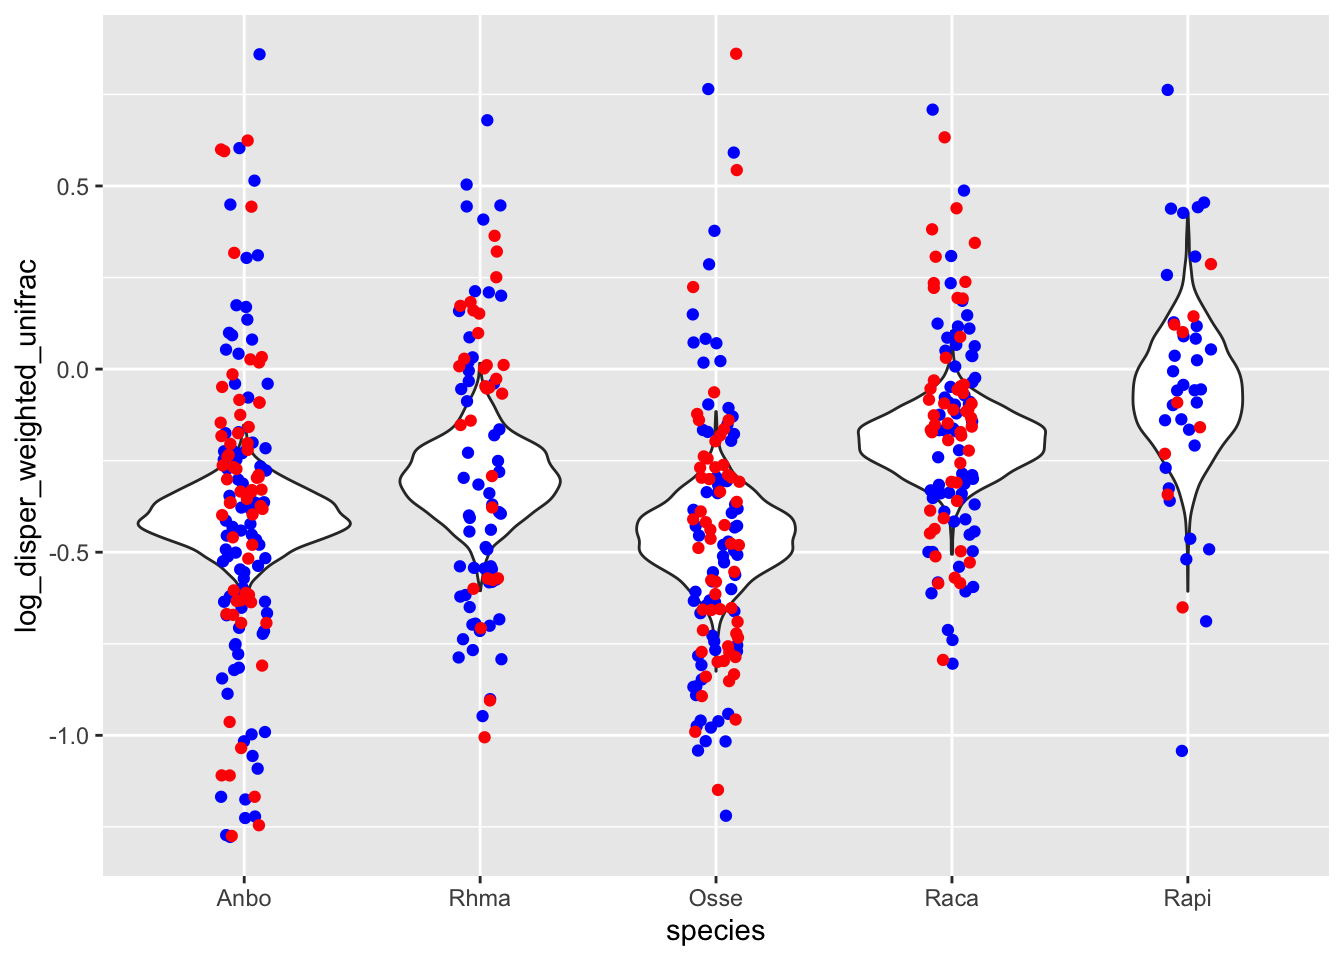 log_disper_weighted_unifrac
0.5
0.0
-0.5
-1.0
Anbo Rhma Osse Raca Rapi
species